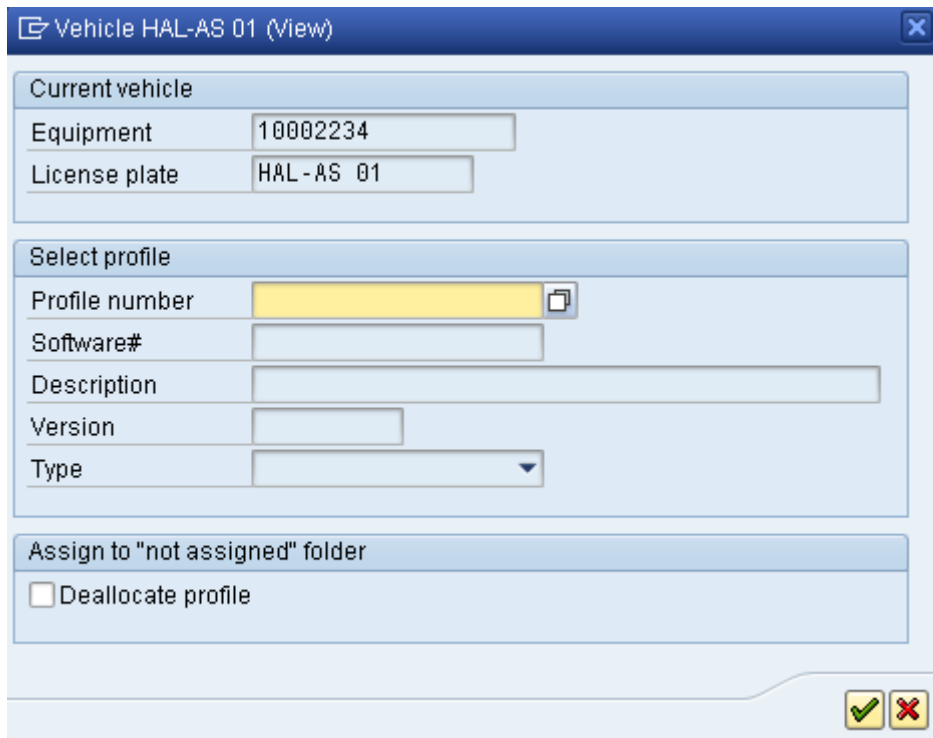 Vehicle HAL-AS 01 (View)
Current vehicle
Equipment 10002234
License plate HAL-AS 01
Select profile
Profile number
Software#
Description
Version
Type
Assign to "not assigned" folder
Deallocate profile